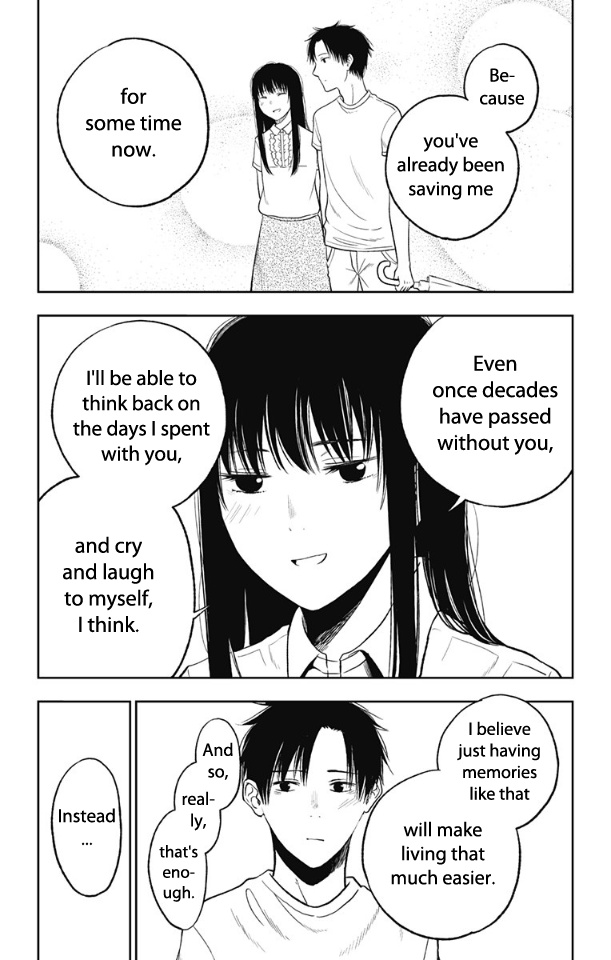 Be-
cause
you've
already been
saving me
for
some time
now.
Even
once decades
have passed
without you,
I'll be able to
think back on
the days I spent
with you,
and cry
and laugh
to myself,
I think.
I believe
just having
memories
like that
will make
living that
much easier.
And
so,
real-
ly,
that's
eno-
ugh.
Instead
...